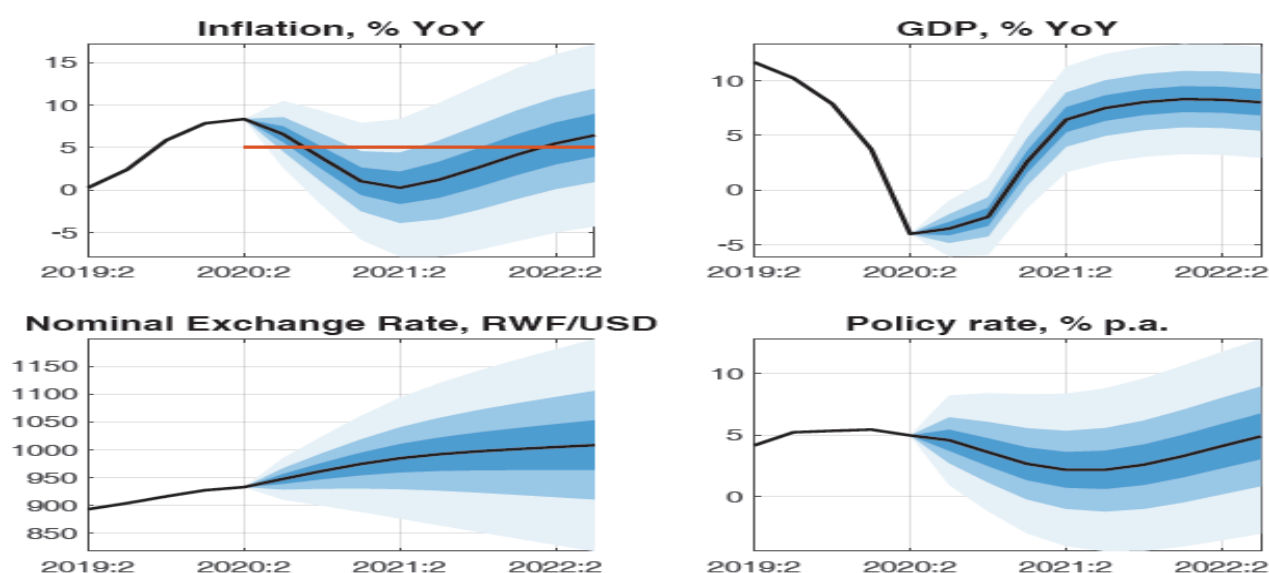 Inflation, % YoY
15
10
5
0
-5
2019:2 2020:2 2021:2 2022:2
GDP, % YoY
10
5
0
-5
2019:2 2020:2 2021:2 2022:2
Nominal Exchange Rate, RWF/USD
1150
1100
1050
1000
950
900
850
2019:2 2020:2 2021:2 2022:2
Policy rate, % p.a.
10
5
0
2019:2 2020:2 2021:2 2022:2